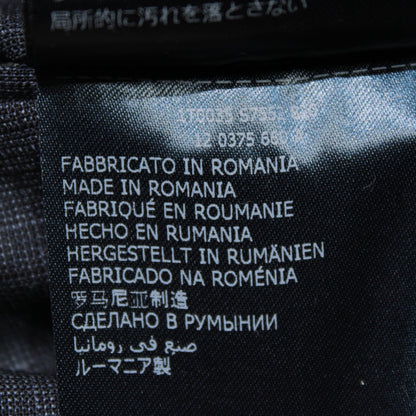 局所的に汚れを落とさない
FABBRICATO IN ROMANIA
MADE IN ROMANIA
FABRIQUÉ EN ROUMANIE
HECHO EN RUMANIA
HERGESTELLT IN RUMÄNIEN
FABRICADO NA ROMÉNIA
罗马尼亚制造
СДЕЛАНО В РУМЫНИИ
صنع في رومانيا
ルーマニア製